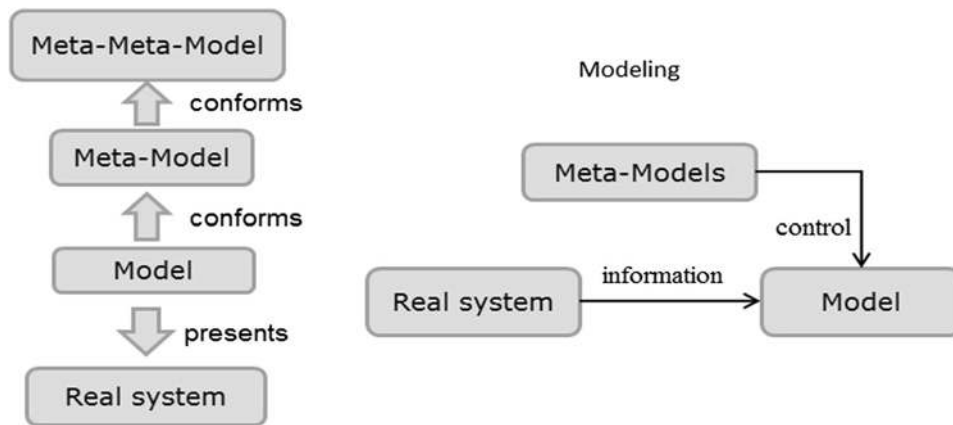 Meta-Meta-Model
conforms
Meta-Model
conforms
Model
presents
Real system
Modeling
Meta-Models
control
information
Real system
Model